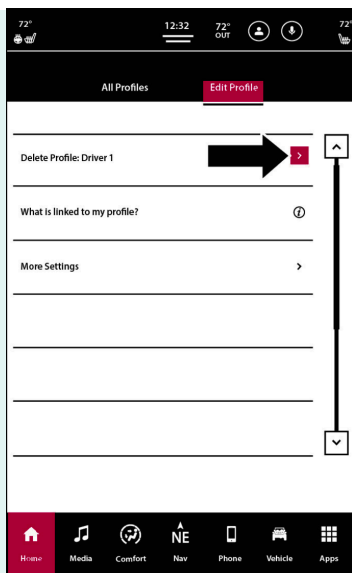 72° 12:32 72° 72°
OUT
All Profiles Edit Profile
Delete Profile: Driver 1
What is linked to my profile?
More Settings
NE
Home Media Comfort Nav Phone Vehicle Apps